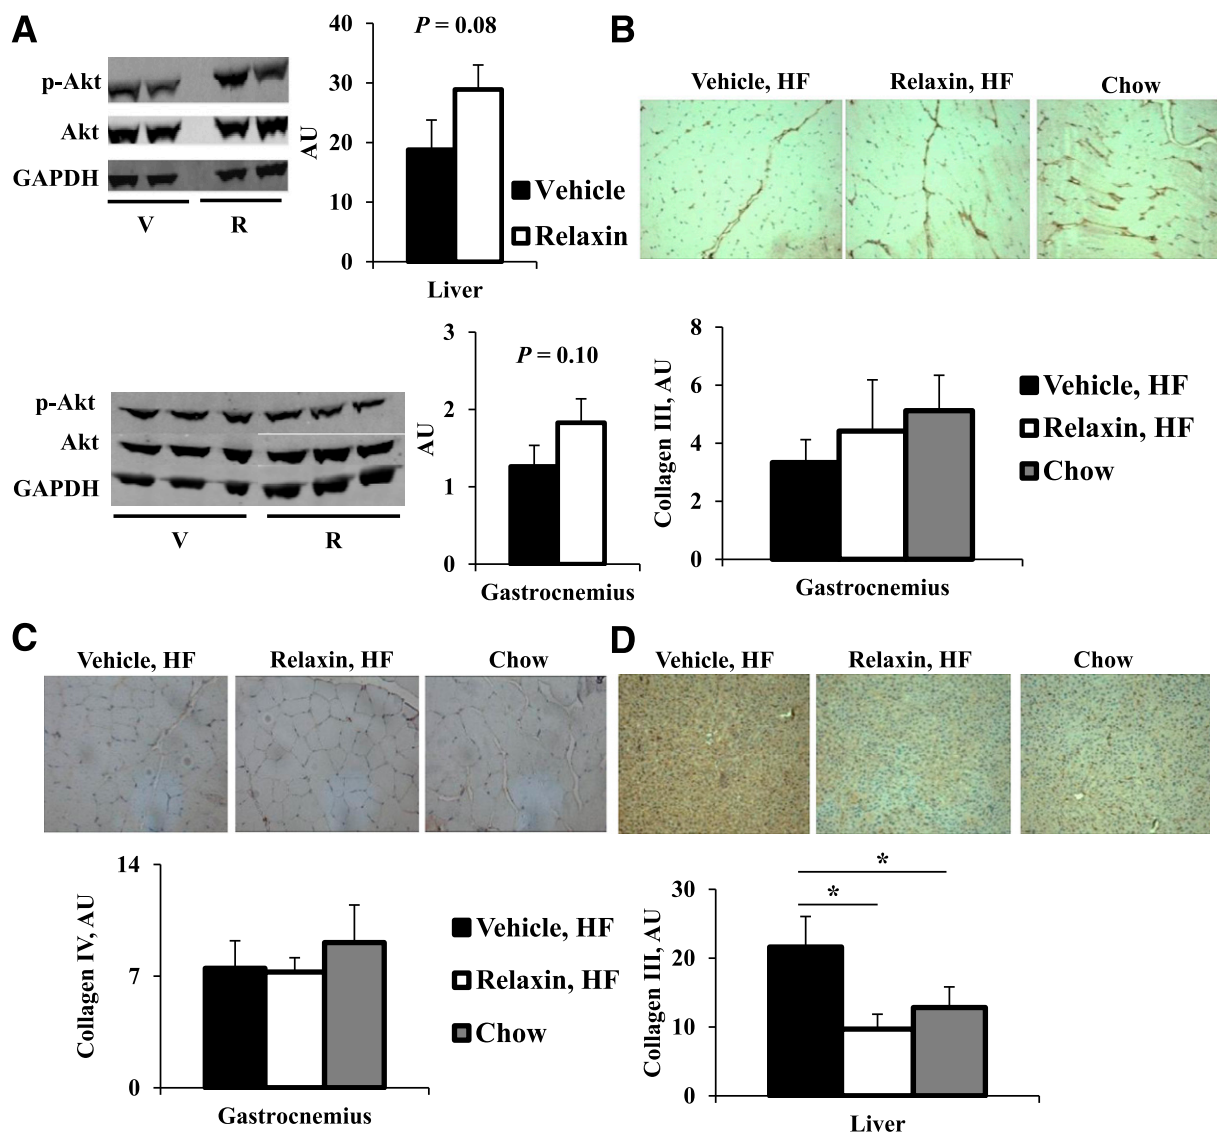 A
p-Akt
Akt
GAPDH
V R
40
30
20
10
0
AU
P = 0.08
Vehicle
Relaxin
Liver
p-Akt
Akt
GAPDH
V R
3
2
1
0
AU
P = 0.10
Gastrocnemius
B
Vehicle, HF Relaxin, HF Chow
8
6
4
2
0
Collagen III, AU
Vehicle, HF
Relaxin, HF
Chow
Gastrocnemius
C
Vehicle, HF Relaxin, HF Chow
14
7
0
Collagen IV, AU
Vehicle, HF
Relaxin, HF
Chow
Gastrocnemius
D
Vehicle, HF Relaxin, HF Chow
*
*
30
20
10
0
Collagen III, AU
Liver